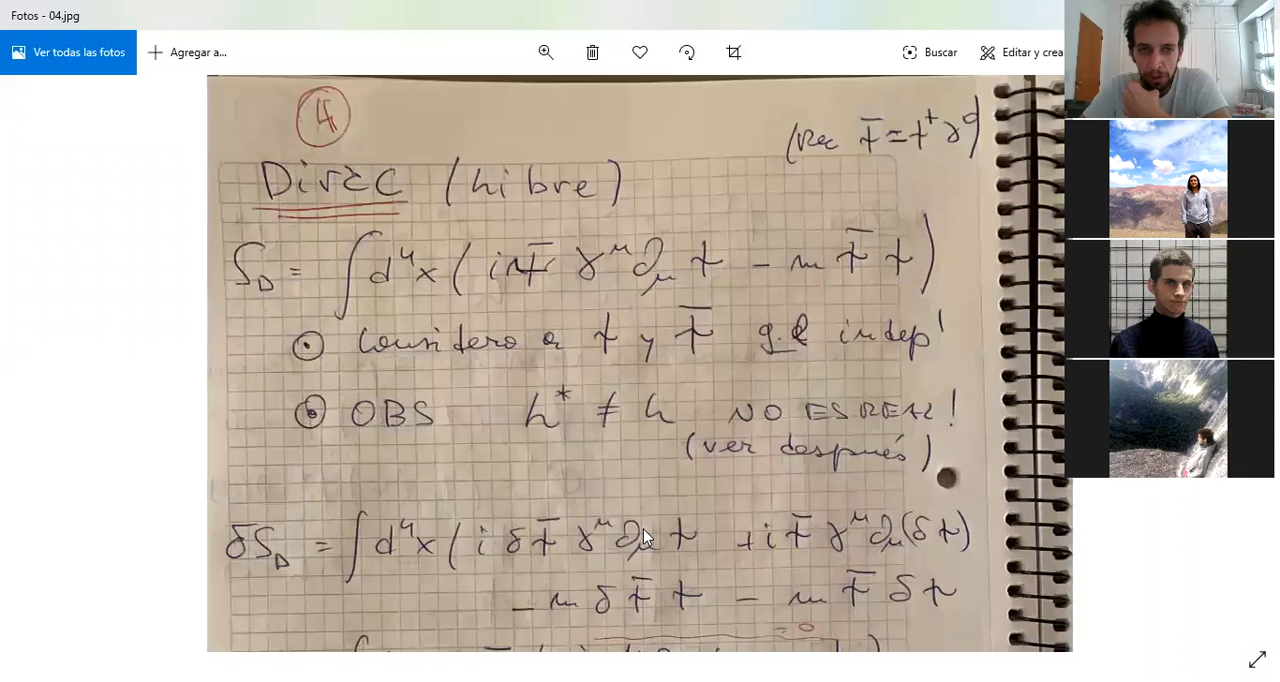 Fotos - 04.jpg
Ver todas las fotos
Agregar a...
Buscar
Editar y crea
4
(Rec ψ̄ = ψ⁺ γ⁰)
Dirac (libre)
S_D = ∫ d⁴x ( i ψ̄ γ^μ ∂_μ ψ - m ψ̄ ψ )
Considero a ψ y ψ̄ g.l indep!
OBS h* ≠ h NO ES REAL!
(ver después)
δS_D = ∫ d⁴x ( i δψ̄ γ^μ ∂_μ ψ + i ψ̄ γ^μ ∂_μ (δψ)
- m δψ̄ ψ - m ψ̄ δψ
= 0